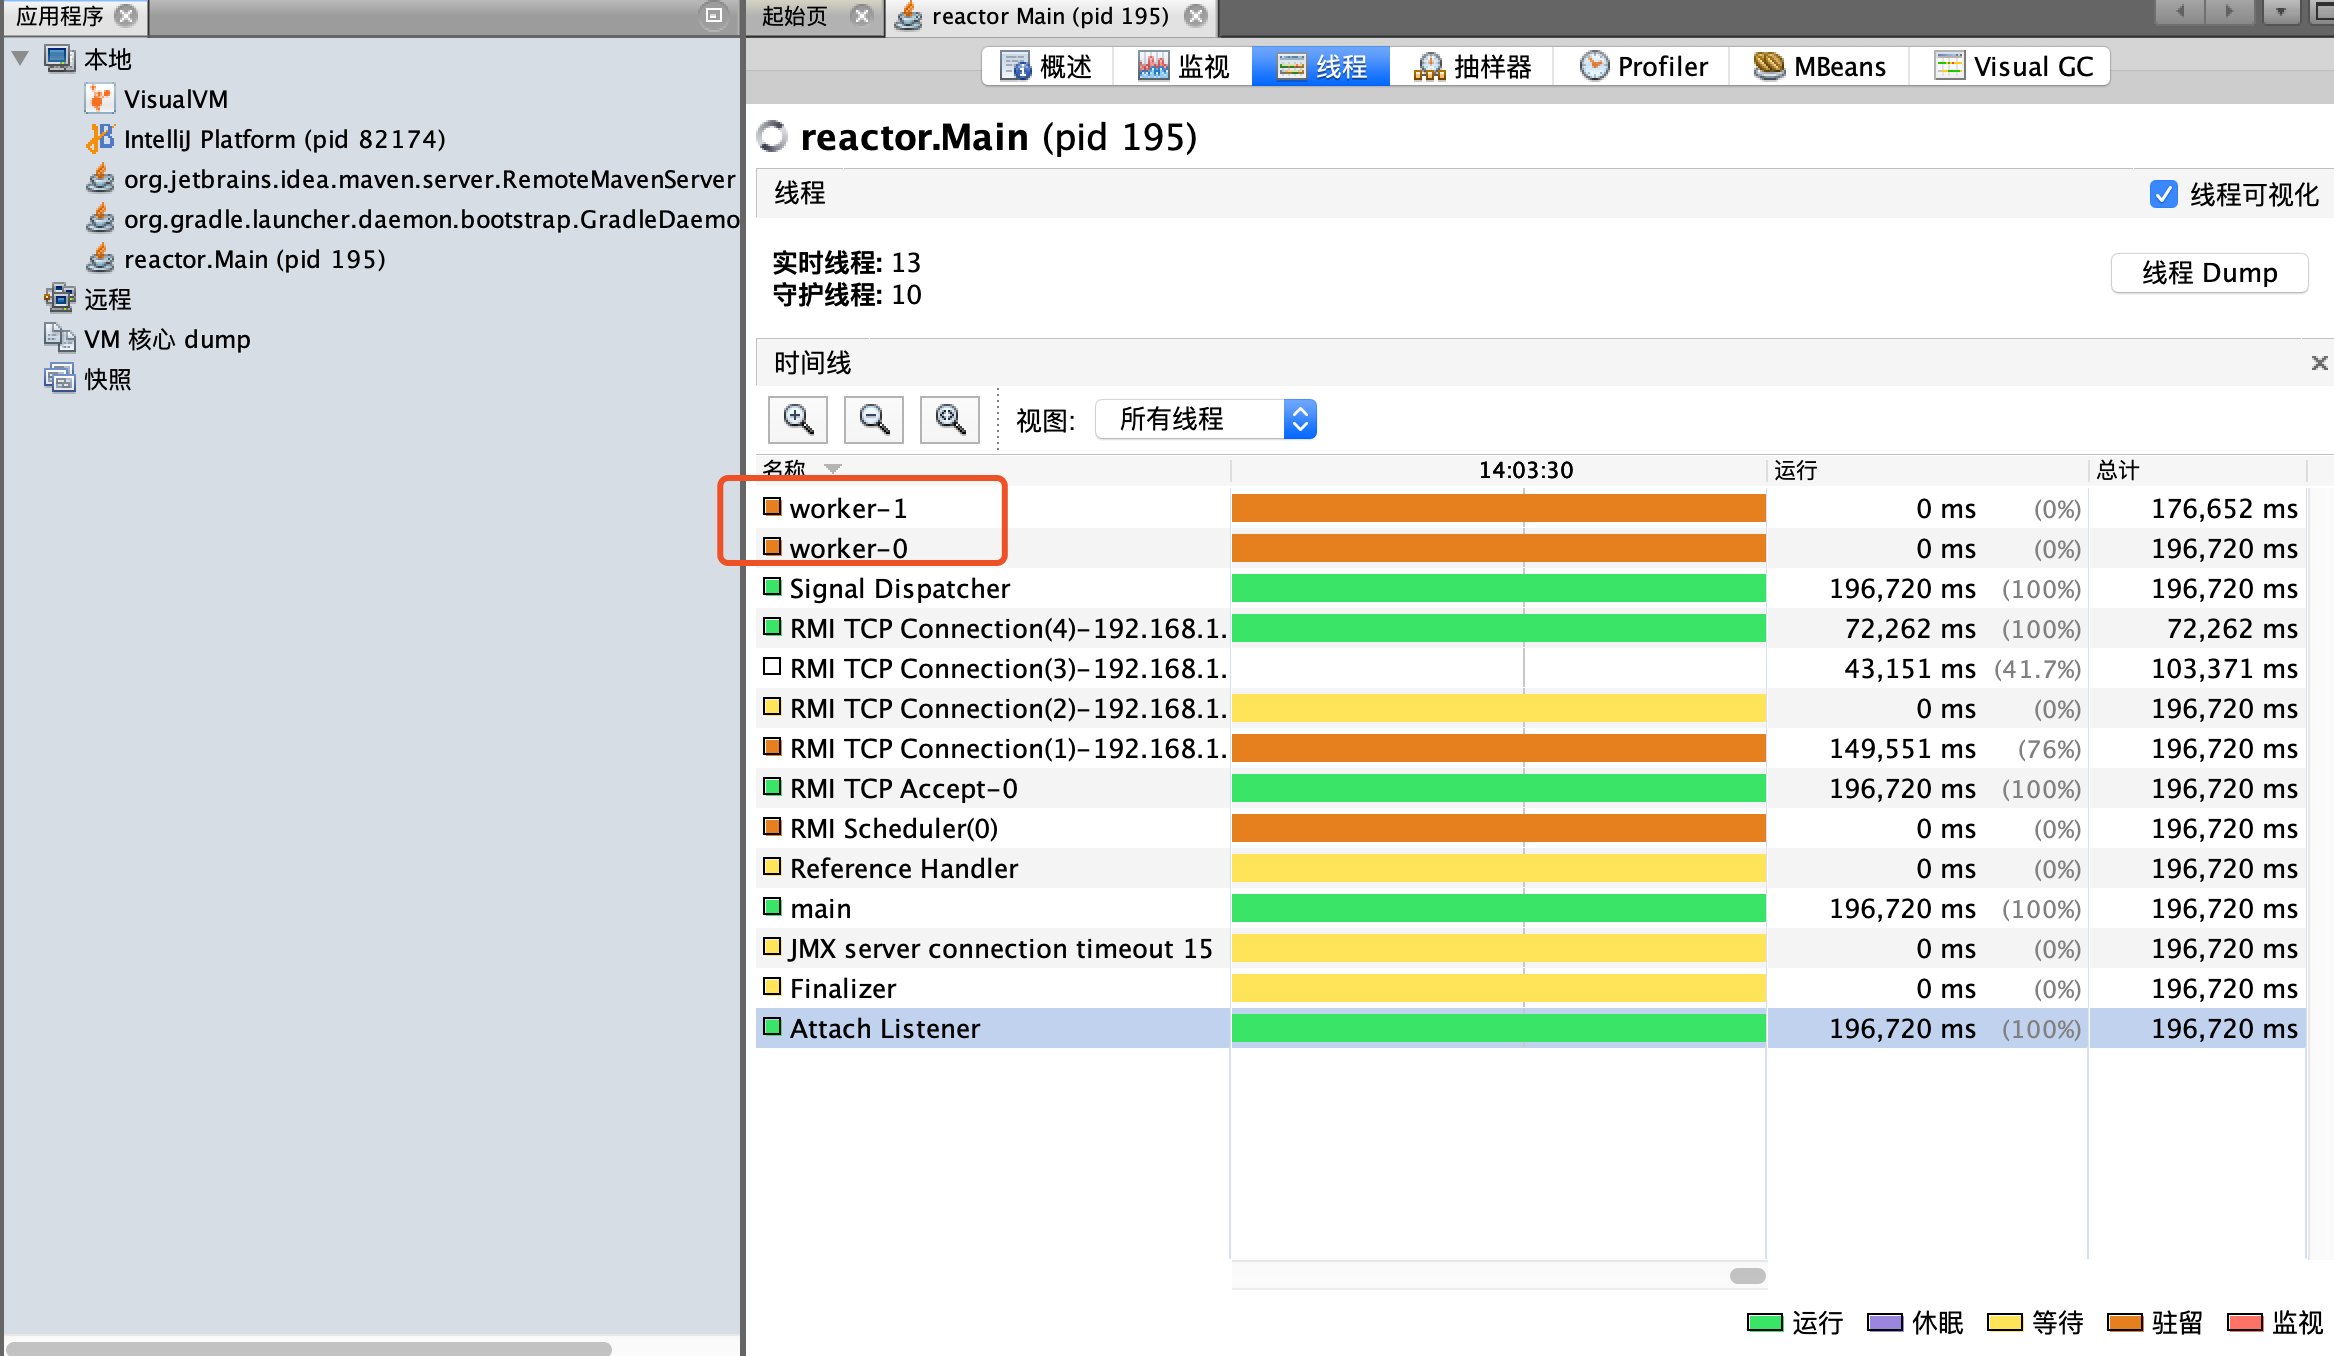 应用程序
本地
VisualVM
IntelliJ Platform (pid 82174)
org.jetbrains.idea.maven.server.RemoteMavenServer
org.gradle.launcher.daemon.bootstrap.GradleDaemo
reactor.Main (pid 195)
远程
VM 核心 dump
快照
起始页
reactor Main (pid 195)
概述
监视
线程
抽样器
Profiler
MBeans
Visual GC
reactor.Main (pid 195)
线程
线程可视化
实时线程: 13
守护线程: 10
线程 Dump
时间线
视图:
所有线程
名称 14:03:30 运行 总计
worker-1 0 ms (0%) 176,652 ms
worker-0 0 ms (0%) 196,720 ms
Signal Dispatcher 196,720 ms (100%) 196,720 ms
RMI TCP Connection(4)-192.168.1. 72,262 ms (100%) 72,262 ms
RMI TCP Connection(3)-192.168.1. 43,151 ms (41.7%) 103,371 ms
RMI TCP Connection(2)-192.168.1. 0 ms (0%) 196,720 ms
RMI TCP Connection(1)-192.168.1. 149,551 ms (76%) 196,720 ms
RMI TCP Accept-0 196,720 ms (100%) 196,720 ms
RMI Scheduler(0) 0 ms (0%) 196,720 ms
Reference Handler 0 ms (0%) 196,720 ms
main 196,720 ms (100%) 196,720 ms
JMX server connection timeout 15 0 ms (0%) 196,720 ms
Finalizer 0 ms (0%) 196,720 ms
Attach Listener 196,720 ms (100%) 196,720 ms
运行 休眠 等待 驻留 监视